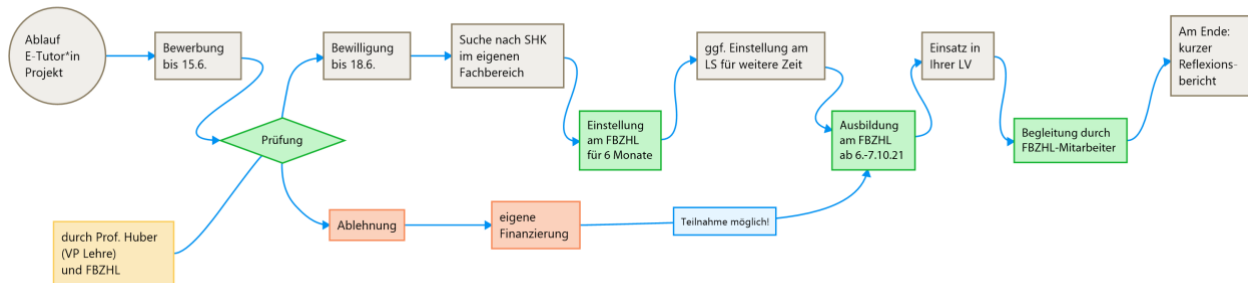 Ablauf
E-Tutor*in
Projekt
Bewerbung
bis 15.6.
Prüfung
durch Prof. Huber
(VP Lehre)
und FBZHL
Bewilligung
bis 18.6.
Suche nach SHK
im eigenen
Fachbereich
Einstellung
am FBZHL
für 6 Monate
ggf. Einstellung am
LS für weitere Zeit
Ablehnung
eigene
Finanzierung
Teilnahme möglich!
Ausbildung
am FBZHL
ab 6.-7.10.21
Einsatz in
Ihrer LV
Begleitung durch
FBZHL-Mitarbeiter
Am Ende:
kurzer
Reflexions-
bericht